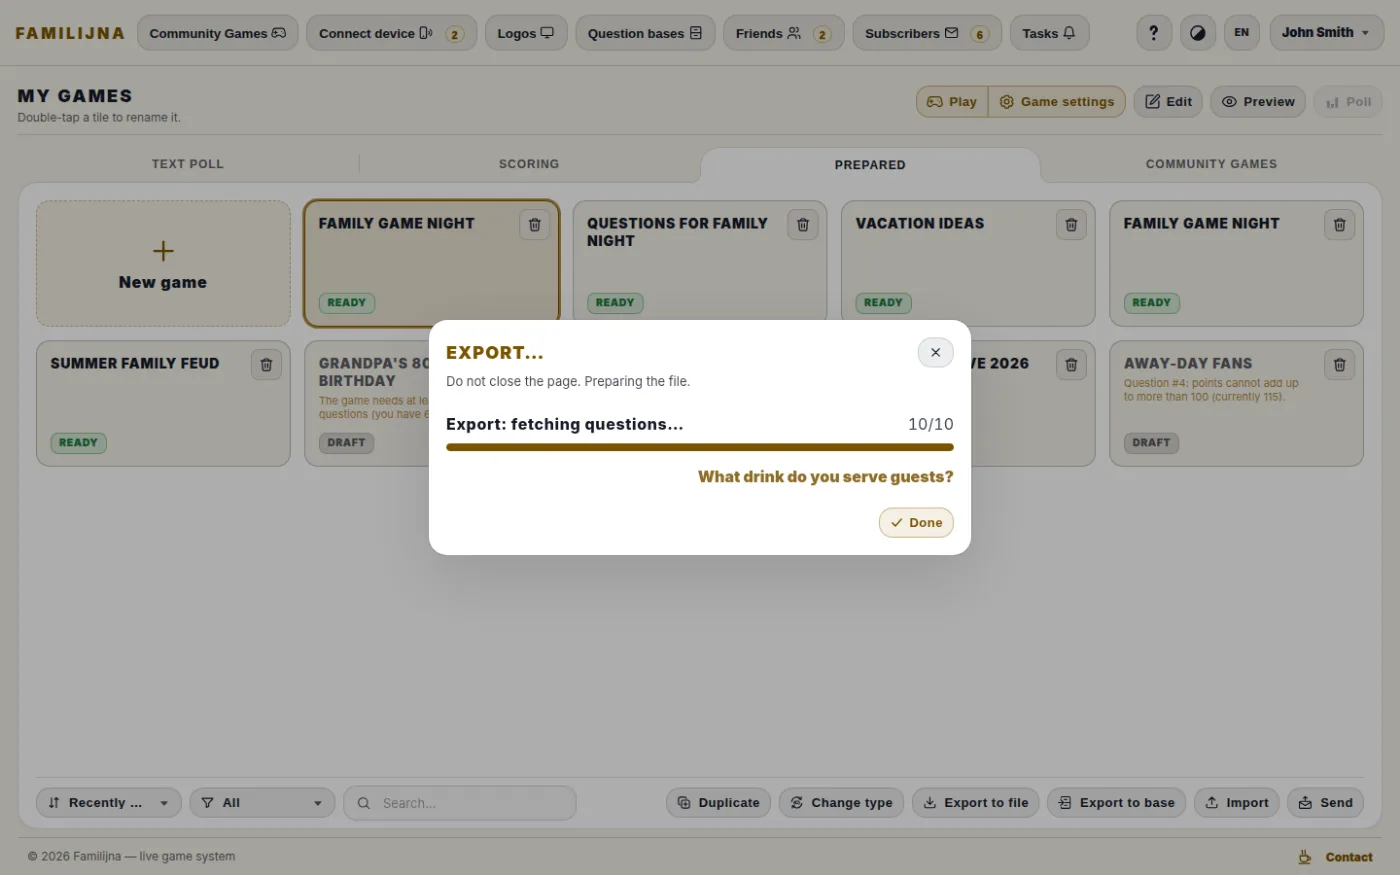 FAMILIJNA
Community Games
Connect device 2
Logos
Question bases
Friends 2
Subscribers 6
Tasks
?
EN
John Smith
MY GAMES
Double-tap a tile to rename it.
Play
Game settings
Edit
Preview
Poll
TEXT POLL
SCORING
PREPARED
COMMUNITY GAMES
New game
FAMILY GAME NIGHT
READY
QUESTIONS FOR FAMILY
NIGHT
READY
VACATION IDEAS
READY
FAMILY GAME NIGHT
READY
SUMMER FAMILY FEUD
READY
GRANDPA'S 80
BIRTHDAY
The game needs at
questions (you have
DRAFT
2026
AWAY-DAY FANS
Question #4: points cannot add up
to more than 100 (currently 115).
DRAFT
EXPORT...
Do not close the page. Preparing the file.
Export: fetching questions...
10/10
What drink do you serve guests?
Done
Recently ...
All
Search...
Duplicate
Change type
Export to file
Export to base
Import
Send
© 2026 Familijna — live game system
Contact